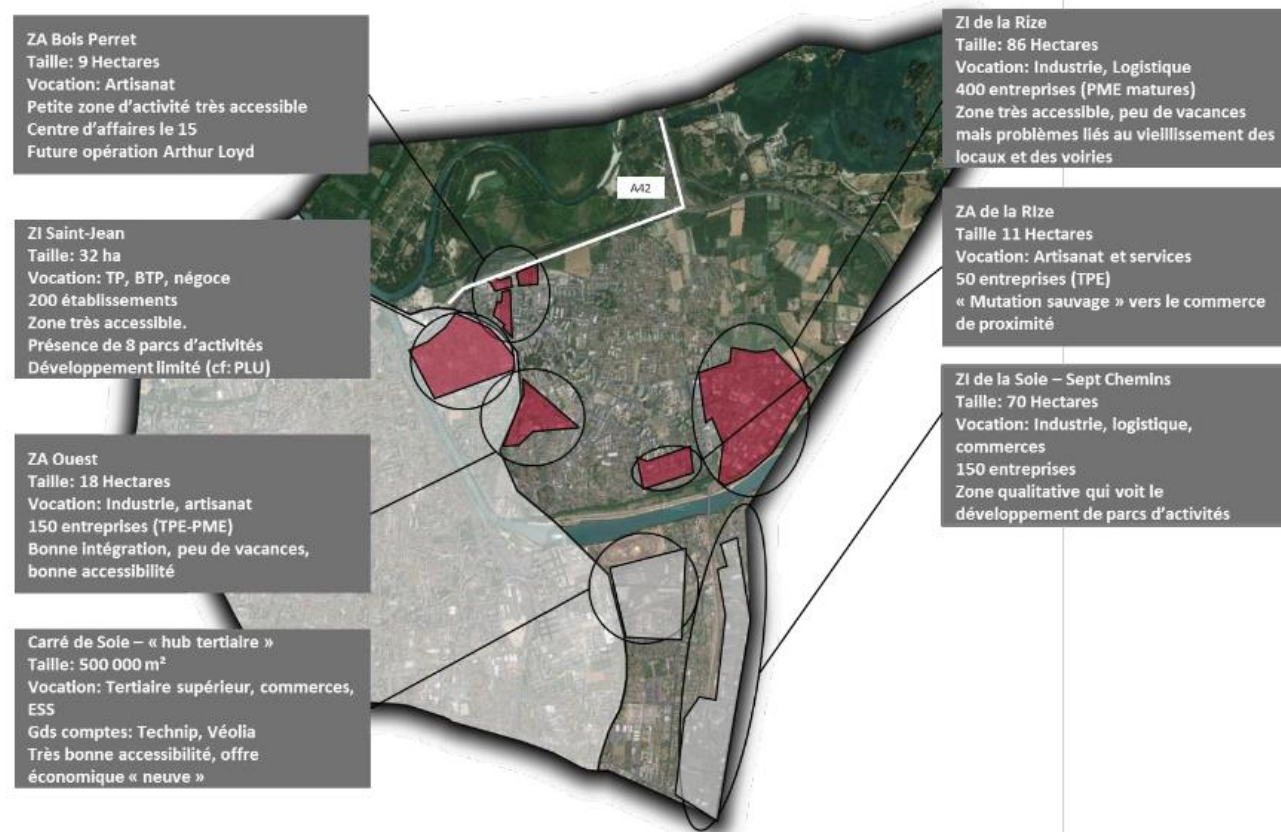 ZA Bois Perret
Taille: 9 Hectares
Vocation: Artisanat
Petite zone d'activité très accessible
Centre d'affaires le 15
Future opération Arthur Loyd
ZI Saint-Jean
Taille: 32 ha
Vocation: TP, BTP, négoce
200 établissements
Zone très accessible.
Présence de 8 parcs d'activités
Développement limité (cf: PLU)
ZA Ouest
Taille: 18 Hectares
Vocation: Industrie, artisanat
150 entreprises (TPE-PME)
Bonne intégration, peu de vacances,
bonne accessibilité
Carré de Soie – « hub tertiaire »
Taille: 500 000 m²
Vocation: Tertiaire supérieur, commerces,
ESS
Gds comptes: Technip, Véolia
Très bonne accessibilité, offre
économique « neuve »
A42
ZI de la Rize
Taille: 86 Hectares
Vocation: Industrie, Logistique
400 entreprises (PME matures)
Zone très accessible, peu de vacances
mais problèmes liés au vieillissement des
locaux et des voiries
ZA de la RIze
Taille 11 Hectares
Vocation: Artisanat et services
50 entreprises (TPE)
« Mutation sauvage » vers le commerce
de proximité
ZI de la Soie – Sept Chemins
Taille: 70 Hectares
Vocation: Industrie, logistique,
commerces
150 entreprises
Zone qualitative qui voit le
développement de parcs d'activités